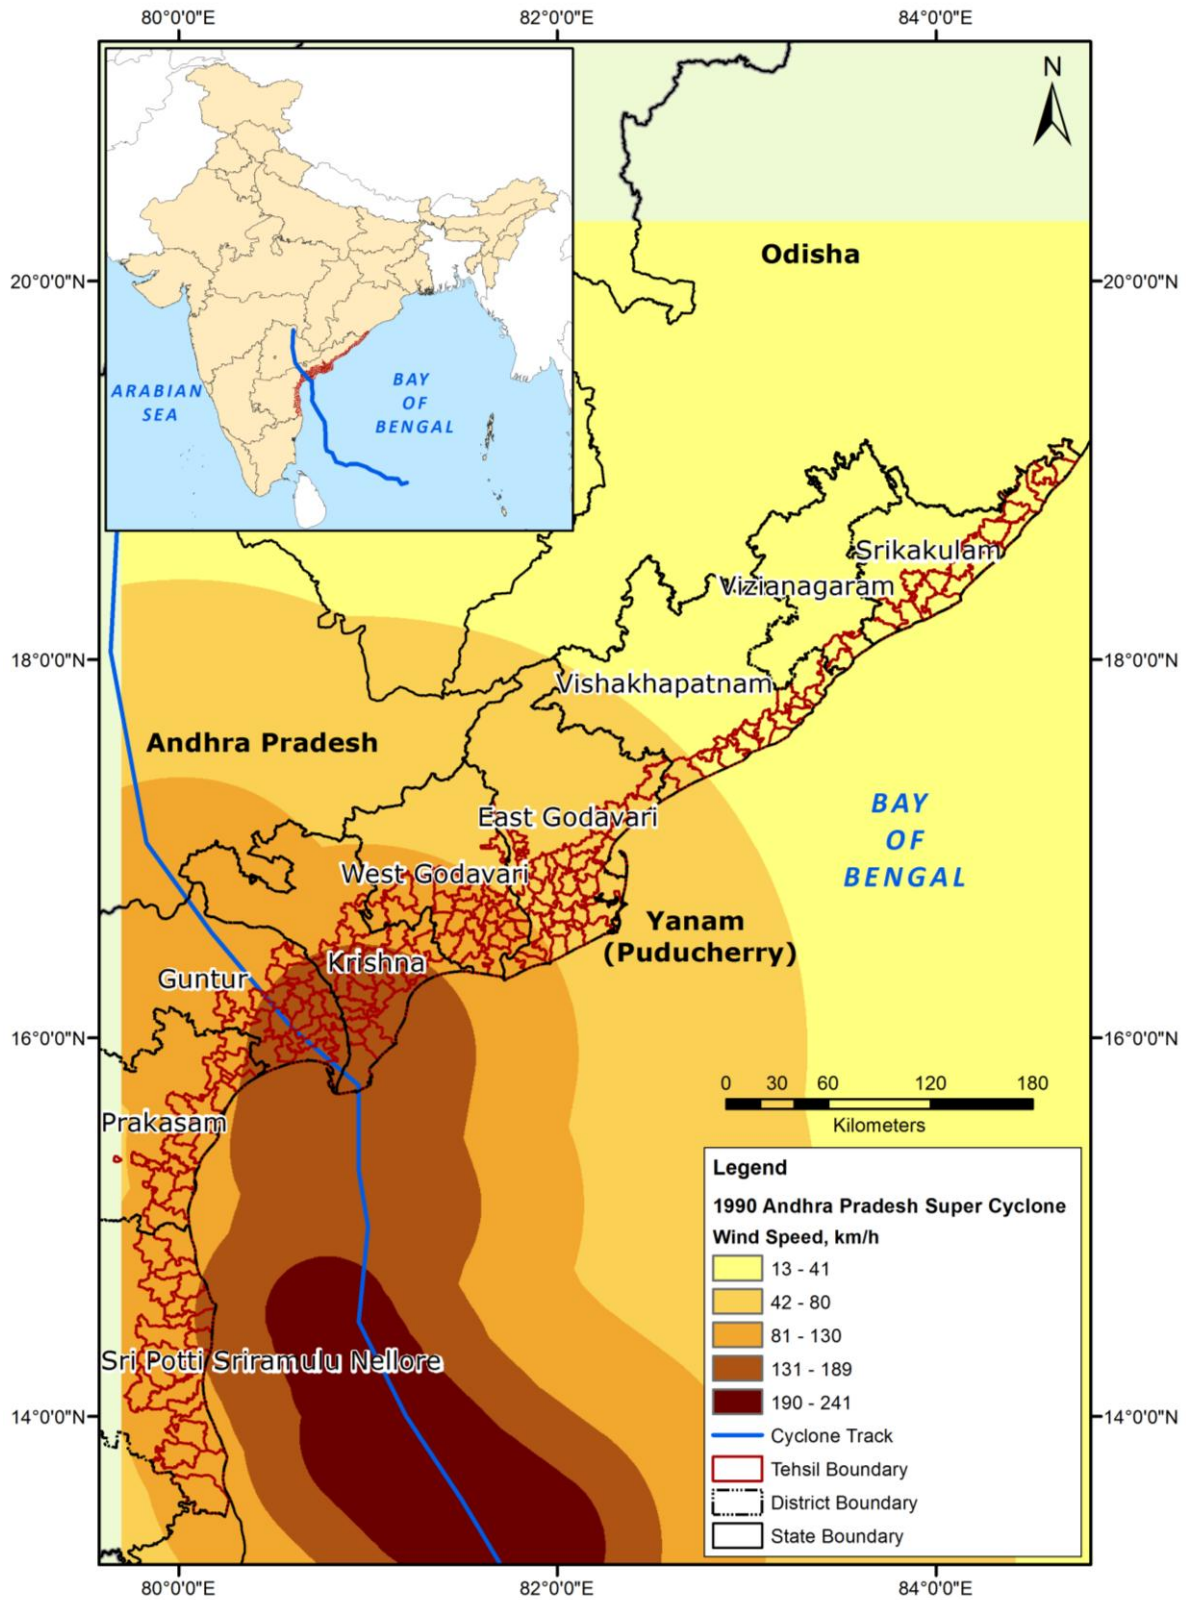 80°0'0"E
82°0'0"E
84°0'0"E
N
ARABIAN
SEA
BAY
OF
BENGAL
Odisha
20°0'0"N
20°0'0"N
Srikakulam
Vizianagaram
18°0'0"N
18°0'0"N
Vishakhapatnam
Andhra Pradesh
BAY
OF
BENGAL
East Godavari
West Godavari
Yanam
(Puducherry)
Krishna
Guntur
16°0'0"N
16°0'0"N
0 30 60 120 180
Kilometers
Prakasam
Sri Potti Sriramulu Nellore
14°0'0"N
14°0'0"N
Legend
1990 Andhra Pradesh Super Cyclone
Wind Speed, km/h
13 - 41
42 - 80
81 - 130
131 - 189
190 - 241
Cyclone Track
Tehsil Boundary
District Boundary
State Boundary
80°0'0"E
82°0'0"E
84°0'0"E